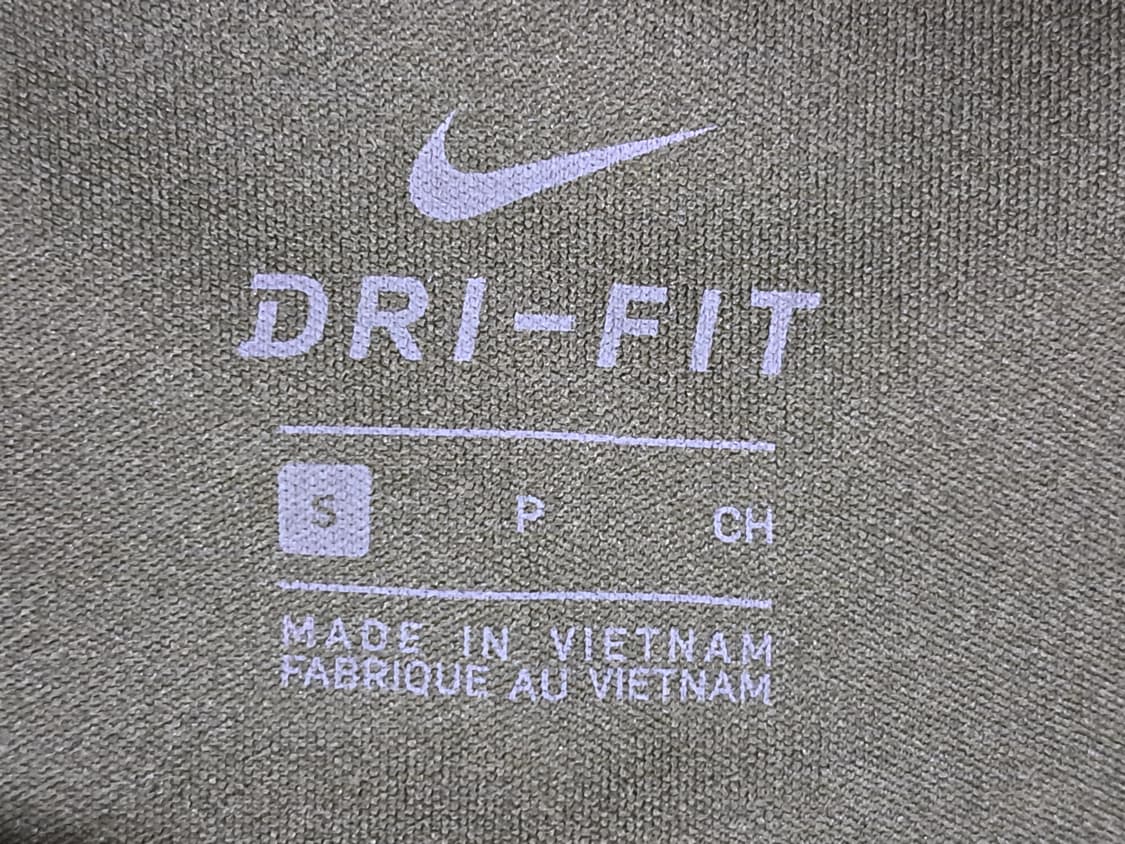 DRI-FIT
S P CH
MADE IN VIETNAM
FABRIQUE AU VIETNAM